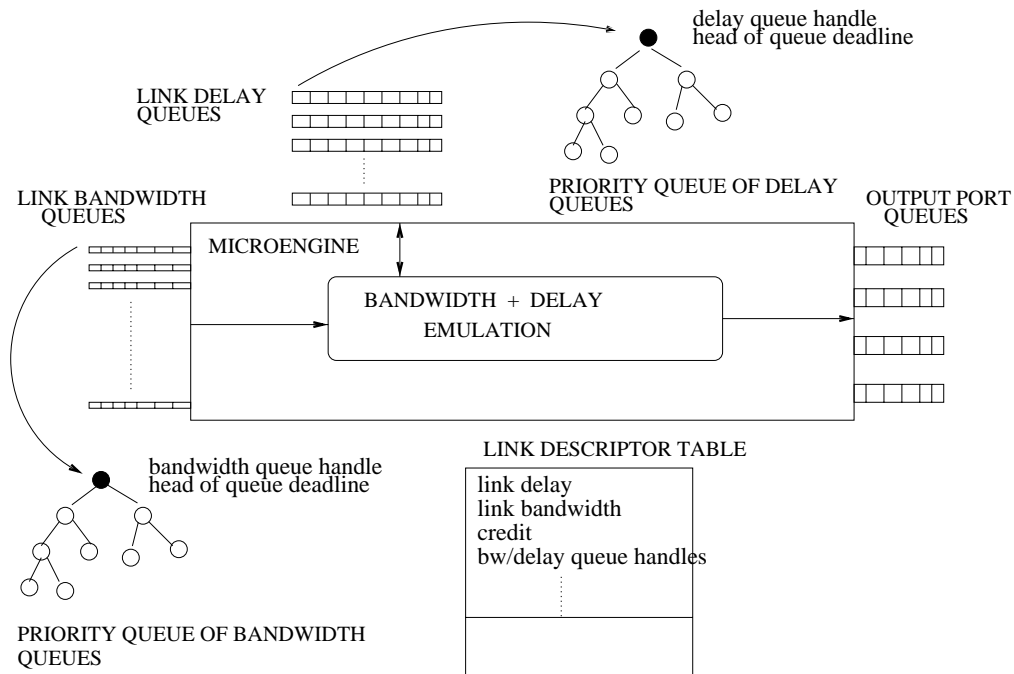 delay queue handle
head of queue deadline
LINK DELAY
QUEUES
PRIORITY QUEUE OF DELAY
QUEUES
LINK BANDWIDTH
QUEUES
OUTPUT PORT
QUEUES
MICROENGINE
BANDWIDTH + DELAY
EMULATION
LINK DESCRIPTOR TABLE
bandwidth queue handle
head of queue deadline
link delay
link bandwidth
credit
bw/delay queue handles
PRIORITY QUEUE OF BANDWIDTH
QUEUES